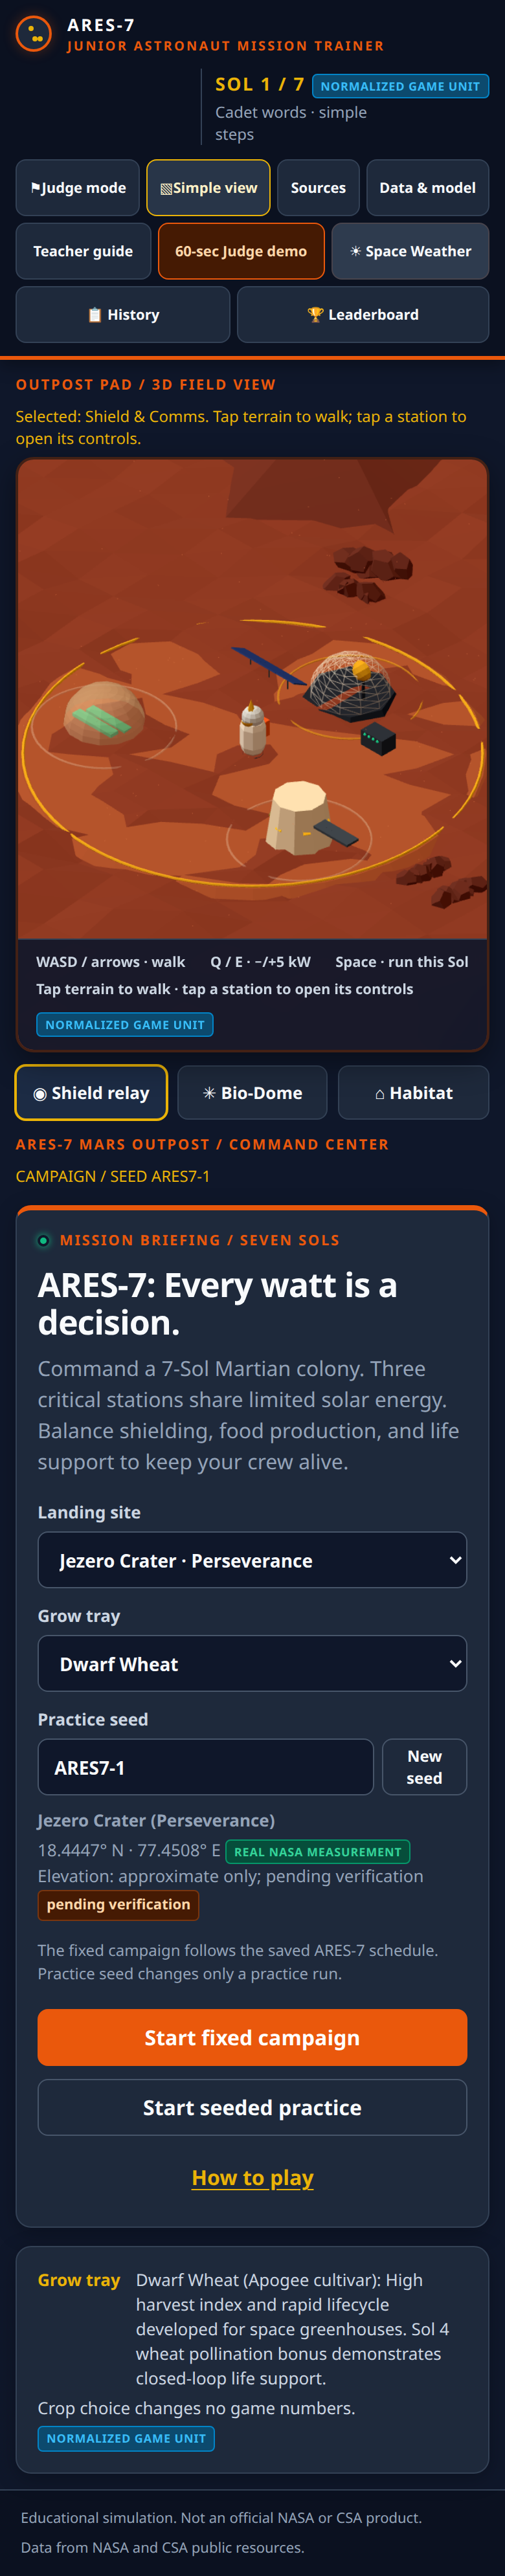 ARES-7
JUNIOR ASTRONAUT MISSION TRAINER
SOL 1 / 7 NORMALIZED GAME UNIT
Cadet words · simple
steps
⚑Judge mode
▧Simple view
Sources
Data & model
Teacher guide
60-sec Judge demo
☀ Space Weather
📋 History
🏆 Leaderboard
OUTPOST PAD / 3D FIELD VIEW
Selected: Shield & Comms. Tap terrain to walk; tap a station to
open its controls.
WASD / arrows · walk Q / E · −/+5 kW Space · run this Sol
Tap terrain to walk · tap a station to open its controls
NORMALIZED GAME UNIT
◉ Shield relay
✳ Bio-Dome
⌂ Habitat
ARES-7 MARS OUTPOST / COMMAND CENTER
CAMPAIGN / SEED ARES7-1
MISSION BRIEFING / SEVEN SOLS
ARES-7: Every watt is a
decision.
Command a 7-Sol Martian colony. Three
critical stations share limited solar energy.
Balance shielding, food production, and life
support to keep your crew alive.
Landing site
Jezero Crater · Perseverance
Grow tray
Dwarf Wheat
Practice seed
ARES7-1
New
seed
Jezero Crater (Perseverance)
18.4447° N · 77.4508° E REAL NASA MEASUREMENT
Elevation: approximate only; pending verification
pending verification
The fixed campaign follows the saved ARES-7 schedule.
Practice seed changes only a practice run.
Start fixed campaign
Start seeded practice
How to play
Grow tray Dwarf Wheat (Apogee cultivar): High
harvest index and rapid lifecycle
developed for space greenhouses. Sol 4
wheat pollination bonus demonstrates
closed-loop life support.
Crop choice changes no game numbers.
NORMALIZED GAME UNIT
Educational simulation. Not an official NASA or CSA product.
Data from NASA and CSA public resources.